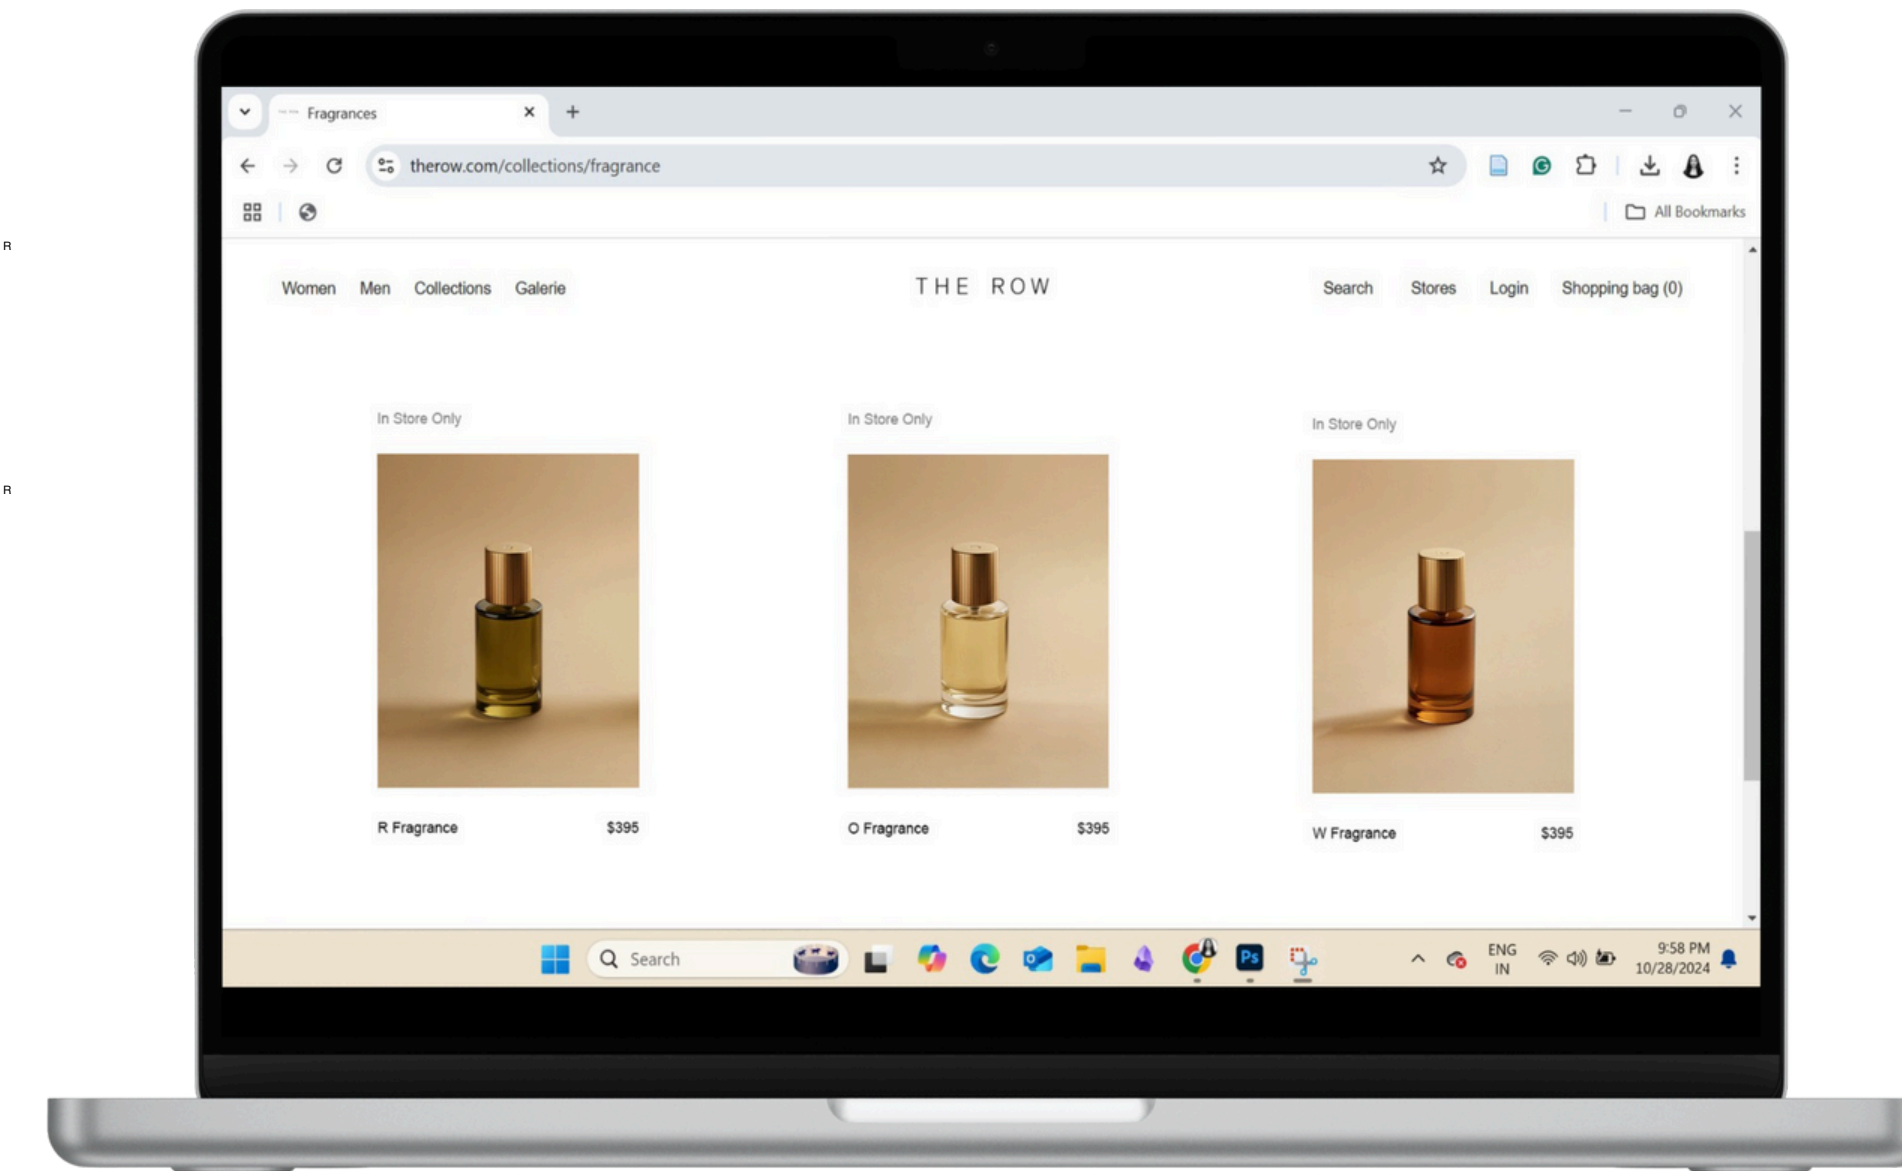 Fragrances
therow.com/collections/fragrance
All Bookmarks
R
Women Men Collections Galerie THE ROW Search Stores Login Shopping bag (0)
In Store Only In Store Only In Store Only
R
R Fragrance $395 O Fragrance $395 W Fragrance $395
Search Ps ENG 9:58 PM
IN 10/28/2024